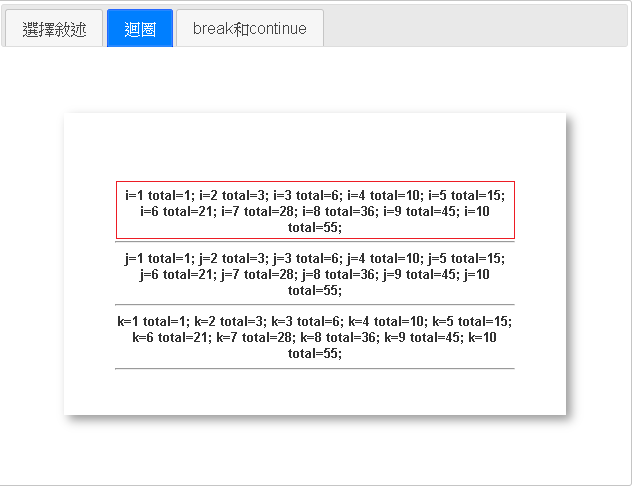 選擇敘述 迴圈 break和continue
i=1 total=1; i=2 total=3; i=3 total=6; i=4 total=10; i=5 total=15;
i=6 total=21; i=7 total=28; i=8 total=36; i=9 total=45; i=10
total=55;
j=1 total=1; j=2 total=3; j=3 total=6; j=4 total=10; j=5 total=15;
j=6 total=21; j=7 total=28; j=8 total=36; j=9 total=45; j=10
total=55;
k=1 total=1; k=2 total=3; k=3 total=6; k=4 total=10; k=5 total=15;
k=6 total=21; k=7 total=28; k=8 total=36; k=9 total=45; k=10
total=55;